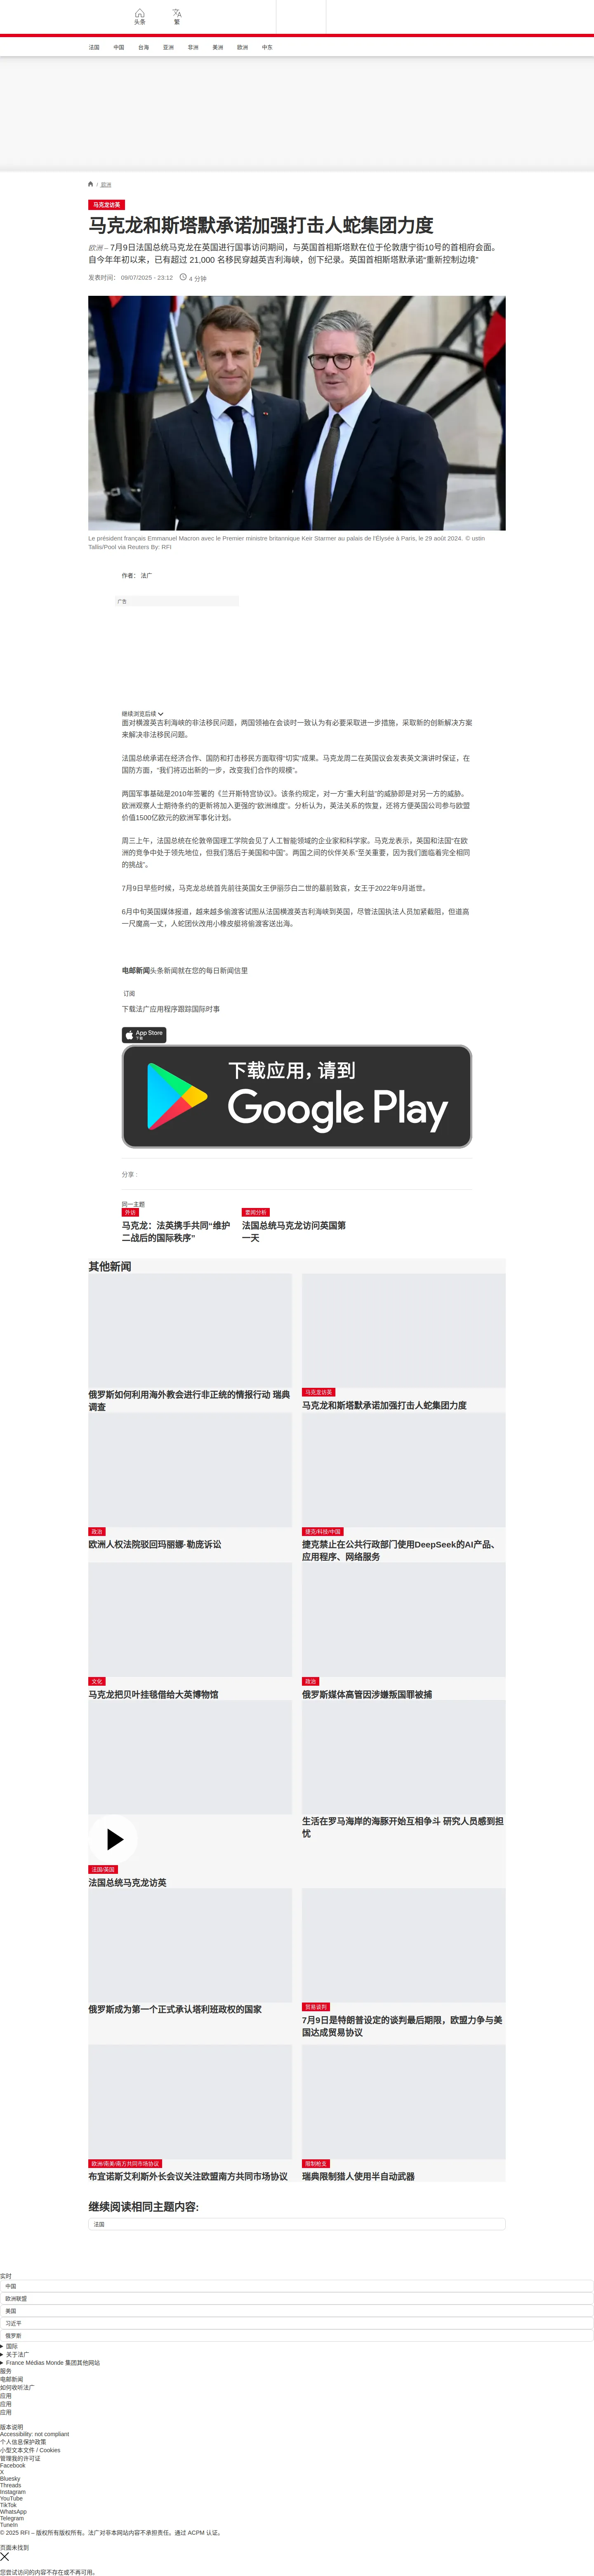 头条
繁
法国 中国 台海 亚洲 非洲 美洲 欧洲 中东
/ 欧洲
马克龙访英
马克龙和斯塔默承诺加强打击人蛇集团力度
欧洲 – 7月9日法国总统马克龙在英国进行国事访问期间，与英国首相斯塔默在位于伦敦唐宁街10号的首相府会面。
自今年年初以来，已有超过 21,000 名移民穿越英吉利海峡，创下纪录。英国首相斯塔默承诺“重新控制边境”
发表时间： 09/07/2025 - 23:12 4 分钟
Le président français Emmanuel Macron avec le Premier ministre britannique Keir Starmer au palais de l'Élysée à Paris, le 29 août 2024. © ustin
Tallis/Pool via Reuters By: RFI
作者： 法广
广告
继续浏览后续
面对横渡英吉利海峡的非法移民问题，两国领袖在会谈时一致认为有必要采取进一步措施，采取新的创新解决方案
来解决非法移民问题。
法国总统承诺在经济合作、国防和打击移民方面取得“切实”成果。马克龙周二在英国议会发表英文演讲时保证，在
国防方面，“我们将迈出新的一步，改变我们合作的规模”。
两国军事基础是2010年签署的《兰开斯特宫协议》。该条约规定，对一方“重大利益”的威胁即是对另一方的威胁。
欧洲观察人士期待条约的更新将加入更强的“欧洲维度”。分析认为，英法关系的恢复，还将方便英国公司参与欧盟
价值1500亿欧元的欧洲军事化计划。
周三上午，法国总统在伦敦帝国理工学院会见了人工智能领域的企业家和科学家。马克龙表示，英国和法国“在欧
洲的竞争中处于领先地位，但我们落后于美国和中国”。两国之间的伙伴关系“至关重要，因为我们面临着完全相同
的挑战”。
7月9日早些时候，马克龙总统首先前往英国女王伊丽莎白二世的墓前致哀，女王于2022年9月逝世。
6月中旬英国媒体报道，越来越多偷渡客试图从法国横渡英吉利海峡到英国，尽管法国执法人员加紧截阻，但道高
一尺魔高一丈，人蛇团伙改用小橡皮艇将偷渡客送出海。
电邮新闻头条新闻就在您的每日新闻信里
订阅
下载法广应用程序跟踪国际时事
App Store
下载
下载应用，请到
Google Play
分享 :
同一主题
外访
马克龙：法英携手共同“维护
二战后的国际秩序”
要闻分析
法国总统马克龙访问英国第
一天
其他新闻
俄罗斯如何利用海外教会进行非正统的情报行动 瑞典
调查
马克龙访英
马克龙和斯塔默承诺加强打击人蛇集团力度
政治
欧洲人权法院驳回玛丽娜·勒庞诉讼
捷克/科技/中国
捷克禁止在公共行政部门使用DeepSeek的AI产品、
应用程序、网络服务
文化
马克龙把贝叶挂毯借给大英博物馆
政治
俄罗斯媒体高管因涉嫌叛国罪被捕
法国/英国
法国总统马克龙访英
生活在罗马海岸的海豚开始互相争斗 研究人员感到担
忧
俄罗斯成为第一个正式承认塔利班政权的国家
贸易谈判
7月9日是特朗普设定的谈判最后期限，欧盟力争与美
国达成贸易协议
欧洲/南美/南方共同市场协议
布宜诺斯艾利斯外长会议关注欧盟南方共同市场协议
限制枪支
瑞典限制猎人使用半自动武器
继续阅读相同主题内容:
法国
实时
中国
欧洲联盟
美国
习近平
俄罗斯
国际
关于法广
France Médias Monde 集团其他网站
服务
电邮新闻
如何收听法广
应用
应用
应用
版本说明
Accessibility: not compliant
个人信息保护政策
小型文本文件 / Cookies
管理我的许可证
Facebook
X
Bluesky
Threads
Instagram
YouTube
TikTok
WhatsApp
Telegram
TuneIn
© 2025 RFI – 版权所有版权所有。法广对非本网站内容不承担责任。通过 ACPM 认证。
页面未找到
您尝试访问的内容不存在或不再可用。